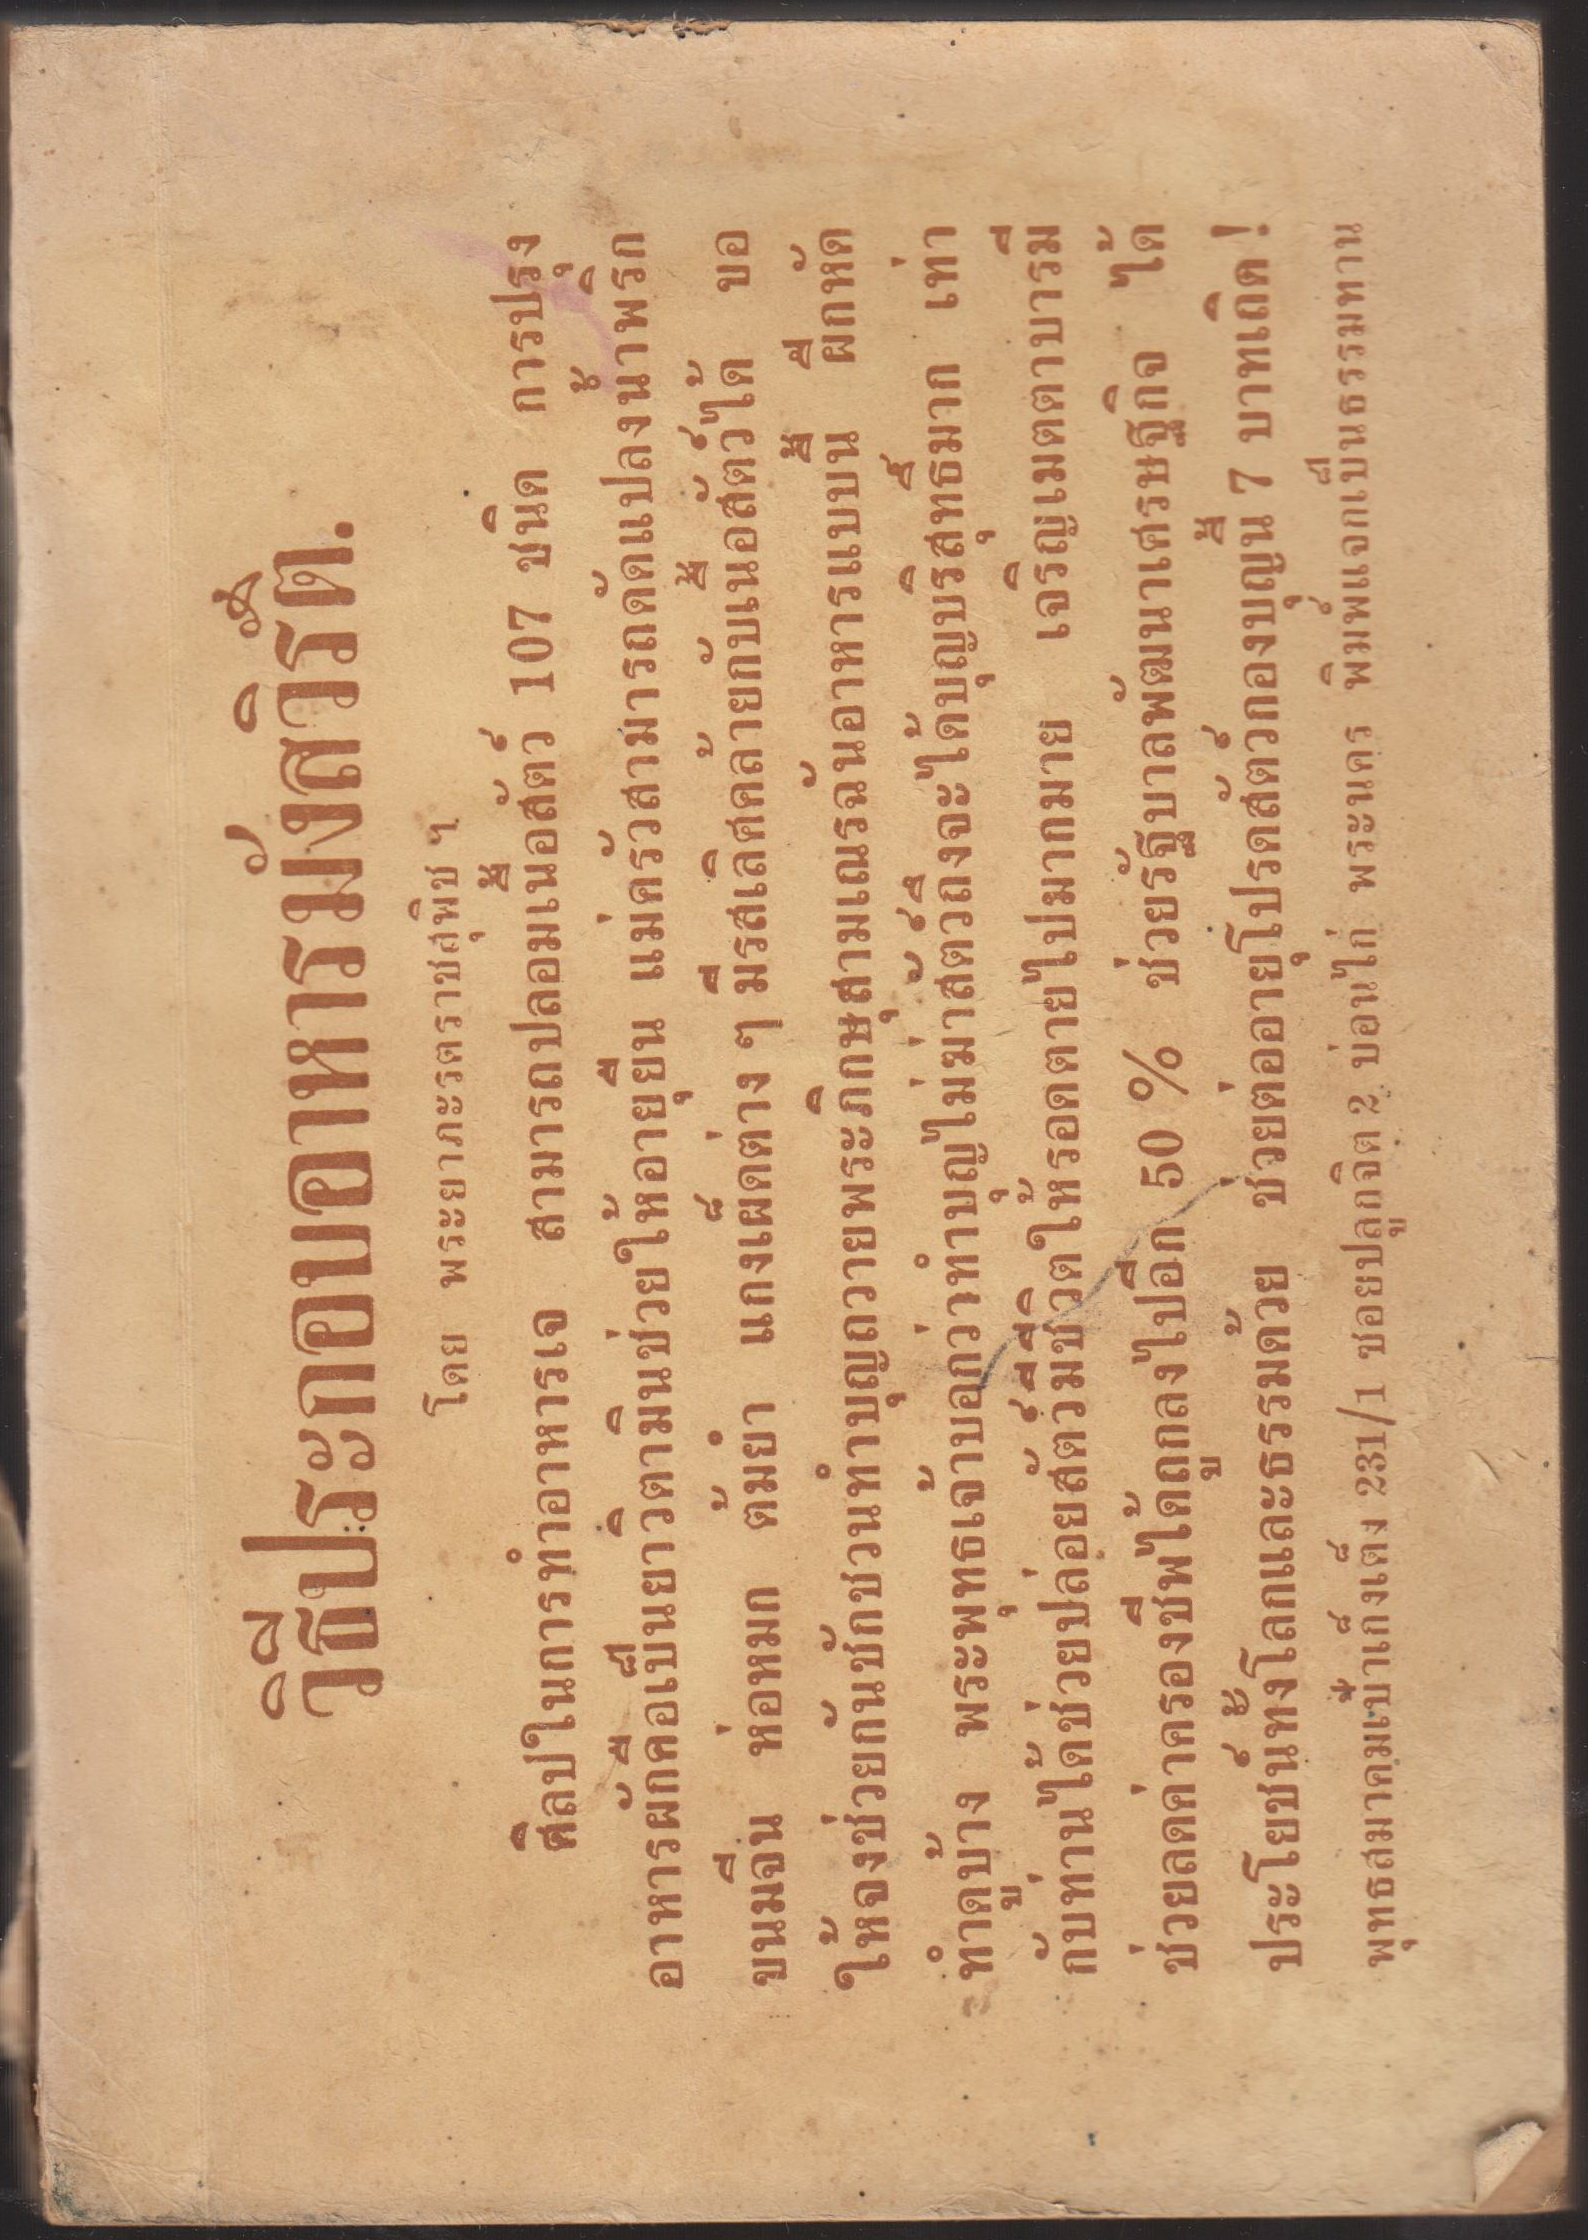 วิธีประกอบอาหารมังสวิรัติ.
โดย พระยาภะรตราชสุพิช ฯ
ศิลปในการทำอาหารเจ สามารถปลอมเนื้อสัตว์ 107 ชนิด การปรุง
อาหารผักคือเป็นยาวิตามินช่วยให้อายุยืน แม่ครัวสามารถดัดแปลงน้ำพริก
ขนมจีน ห่อหมก ต้มยำ แกงเผ็ดต่าง ๆ มีรสเลิศคล้ายกับเนื้อสัตว์ได้ ขอ
ให้จงช่วยกันชักชวนทำบุญถวายพระภิกษุสามเณรฉันอาหารแบบนี้ ฝึกหัด
ทำดูบ้าง พระพุทธเจ้าบอกว่าทำบุญไม่ฆ่าสัตว์ถึงจะได้บุญบริสุทธิ์มาก เท่า
กับท่านได้ช่วยปล่อยสัตว์มีชีวิตให้รอดตายไปมากมาย เจริญเมตตาบารมี
ช่วยลดค่าครองชีพได้ถูกลงไปอีก 50 % ช่วยรัฐบาลพัฒนาเศรษฐกิจ ได้
ประโยชน์ทั้งโลกและธรรมด้วย ช่วยต่ออายุโปรดสัตว์กองบุญนี้ 7 บาทเถิด !
พุทธสมาคมเป้าเก็งเต็ง 231/1 ซอยปลูกจิต 2 บ่อนไก่ พระนคร พิมพ์แจกเป็นธรรมทาน